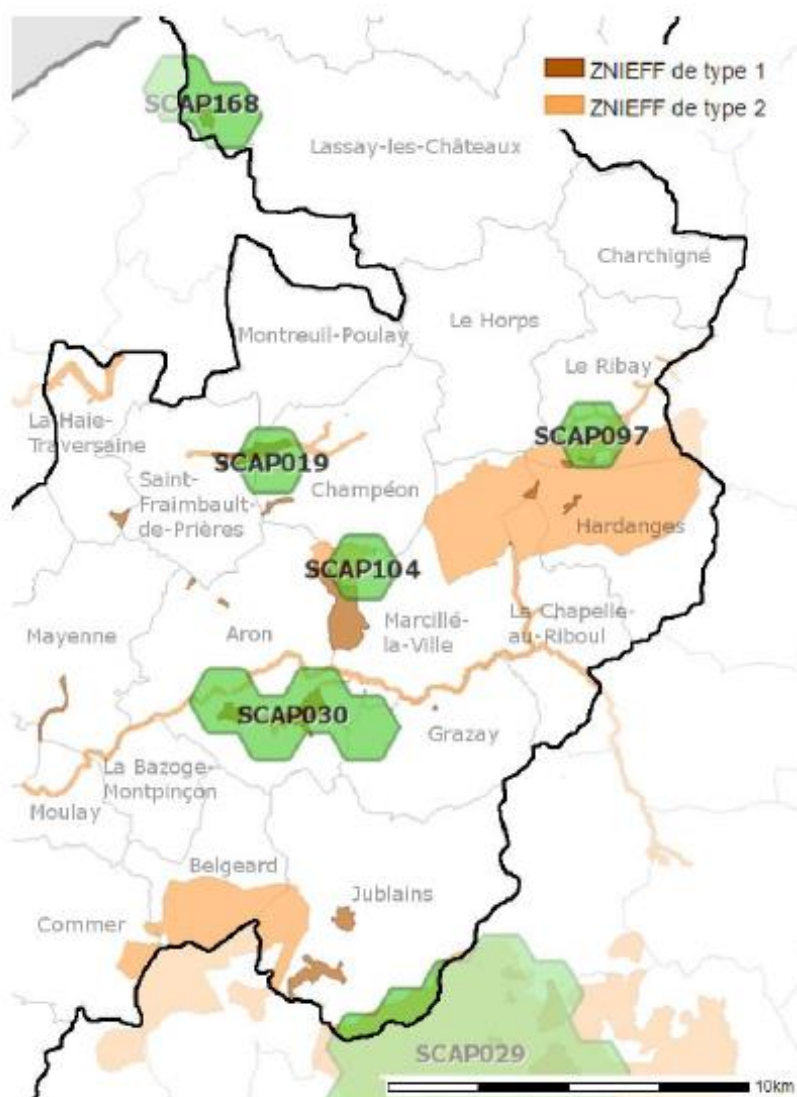 ZNIEFF de type 1
ZNIEFF de type 2
SCAP168
Lassay-les-Châteaux
Charchigné
Le Horps
Montreuil-Poulay
Le Ribay
La Haie-
Traversaine
SCAP097
SCAP019
Saint-
Fraimbault-
de-Prières
Champéon
Hardanges
SCAP104
Mayenne
Aron
Marcillé-
la-Ville
La Chapelle-
au-Riboul
SCAP030
Grazay
La Bazoge-
Montpinçon
Moulay
Belgeard
Jublains
Commer
SCAP029
10km